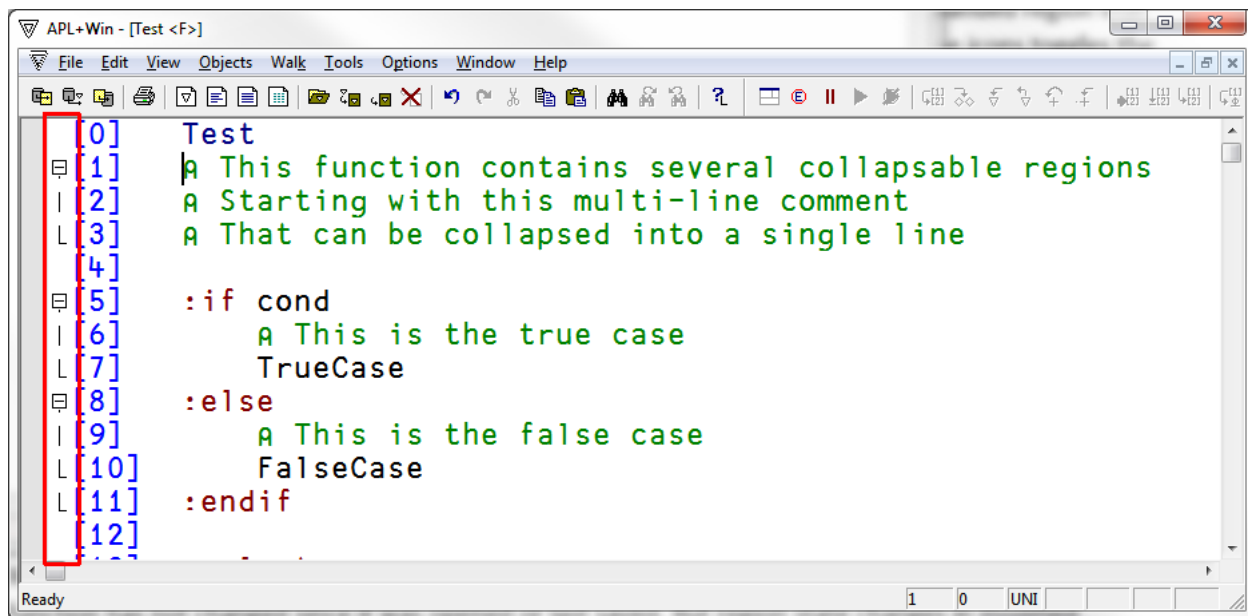 APL+Win - [Test <F>]
File Edit View Objects Walk Tools Options Window Help
[0] Test
[1] ⍝ This function contains several collapsable regions
[2] ⍝ Starting with this multi-line comment
[3] ⍝ That can be collapsed into a single line
[4]
[5] :if cond
[6] ⍝ This is the true case
[7] TrueCase
[8] :else
[9] ⍝ This is the false case
[10] FalseCase
[11] :endif
[12]
Ready 1 0 UNI